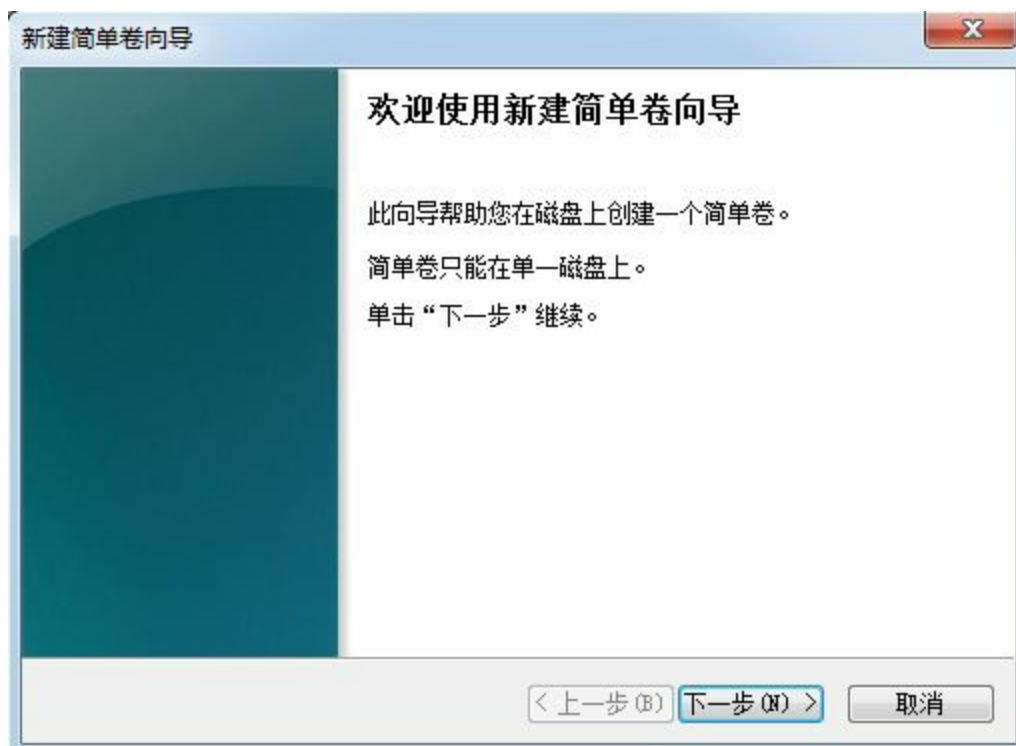 新建简单卷向导
欢迎使用新建简单卷向导
此向导帮助您在磁盘上创建一个简单卷。
简单卷只能在单一磁盘上。
单击“下一步”继续。
< 上一步(B) 下一步(N) > 取消